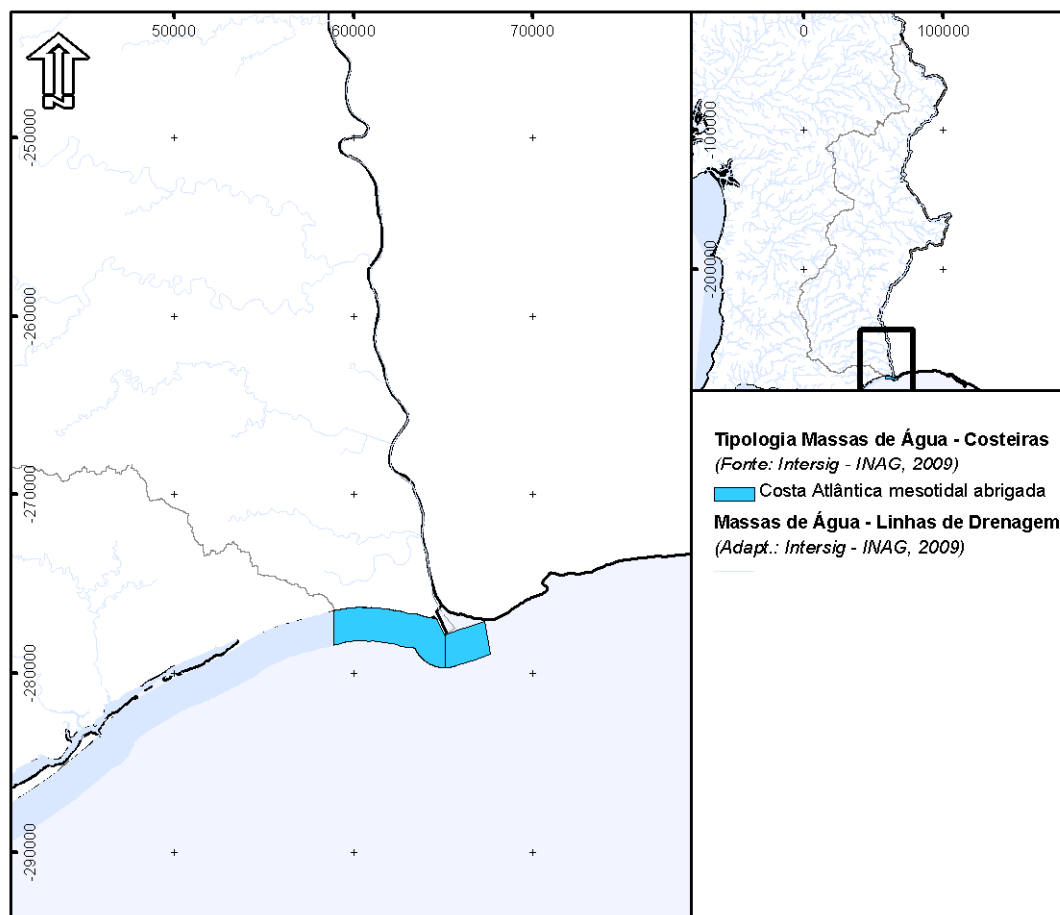 50000 60000 70000
0 100000
N
-250000
-260000
-270000
-280000
-290000
-100000
-200000
Tipologia Massas de Água - Costeiras
(Fonte: Intersig - INAG, 2009)
Costa Atlântica mesotidal abrigada
Massas de Água - Linhas de Drenagem
(Adapt.: Intersig - INAG, 2009)